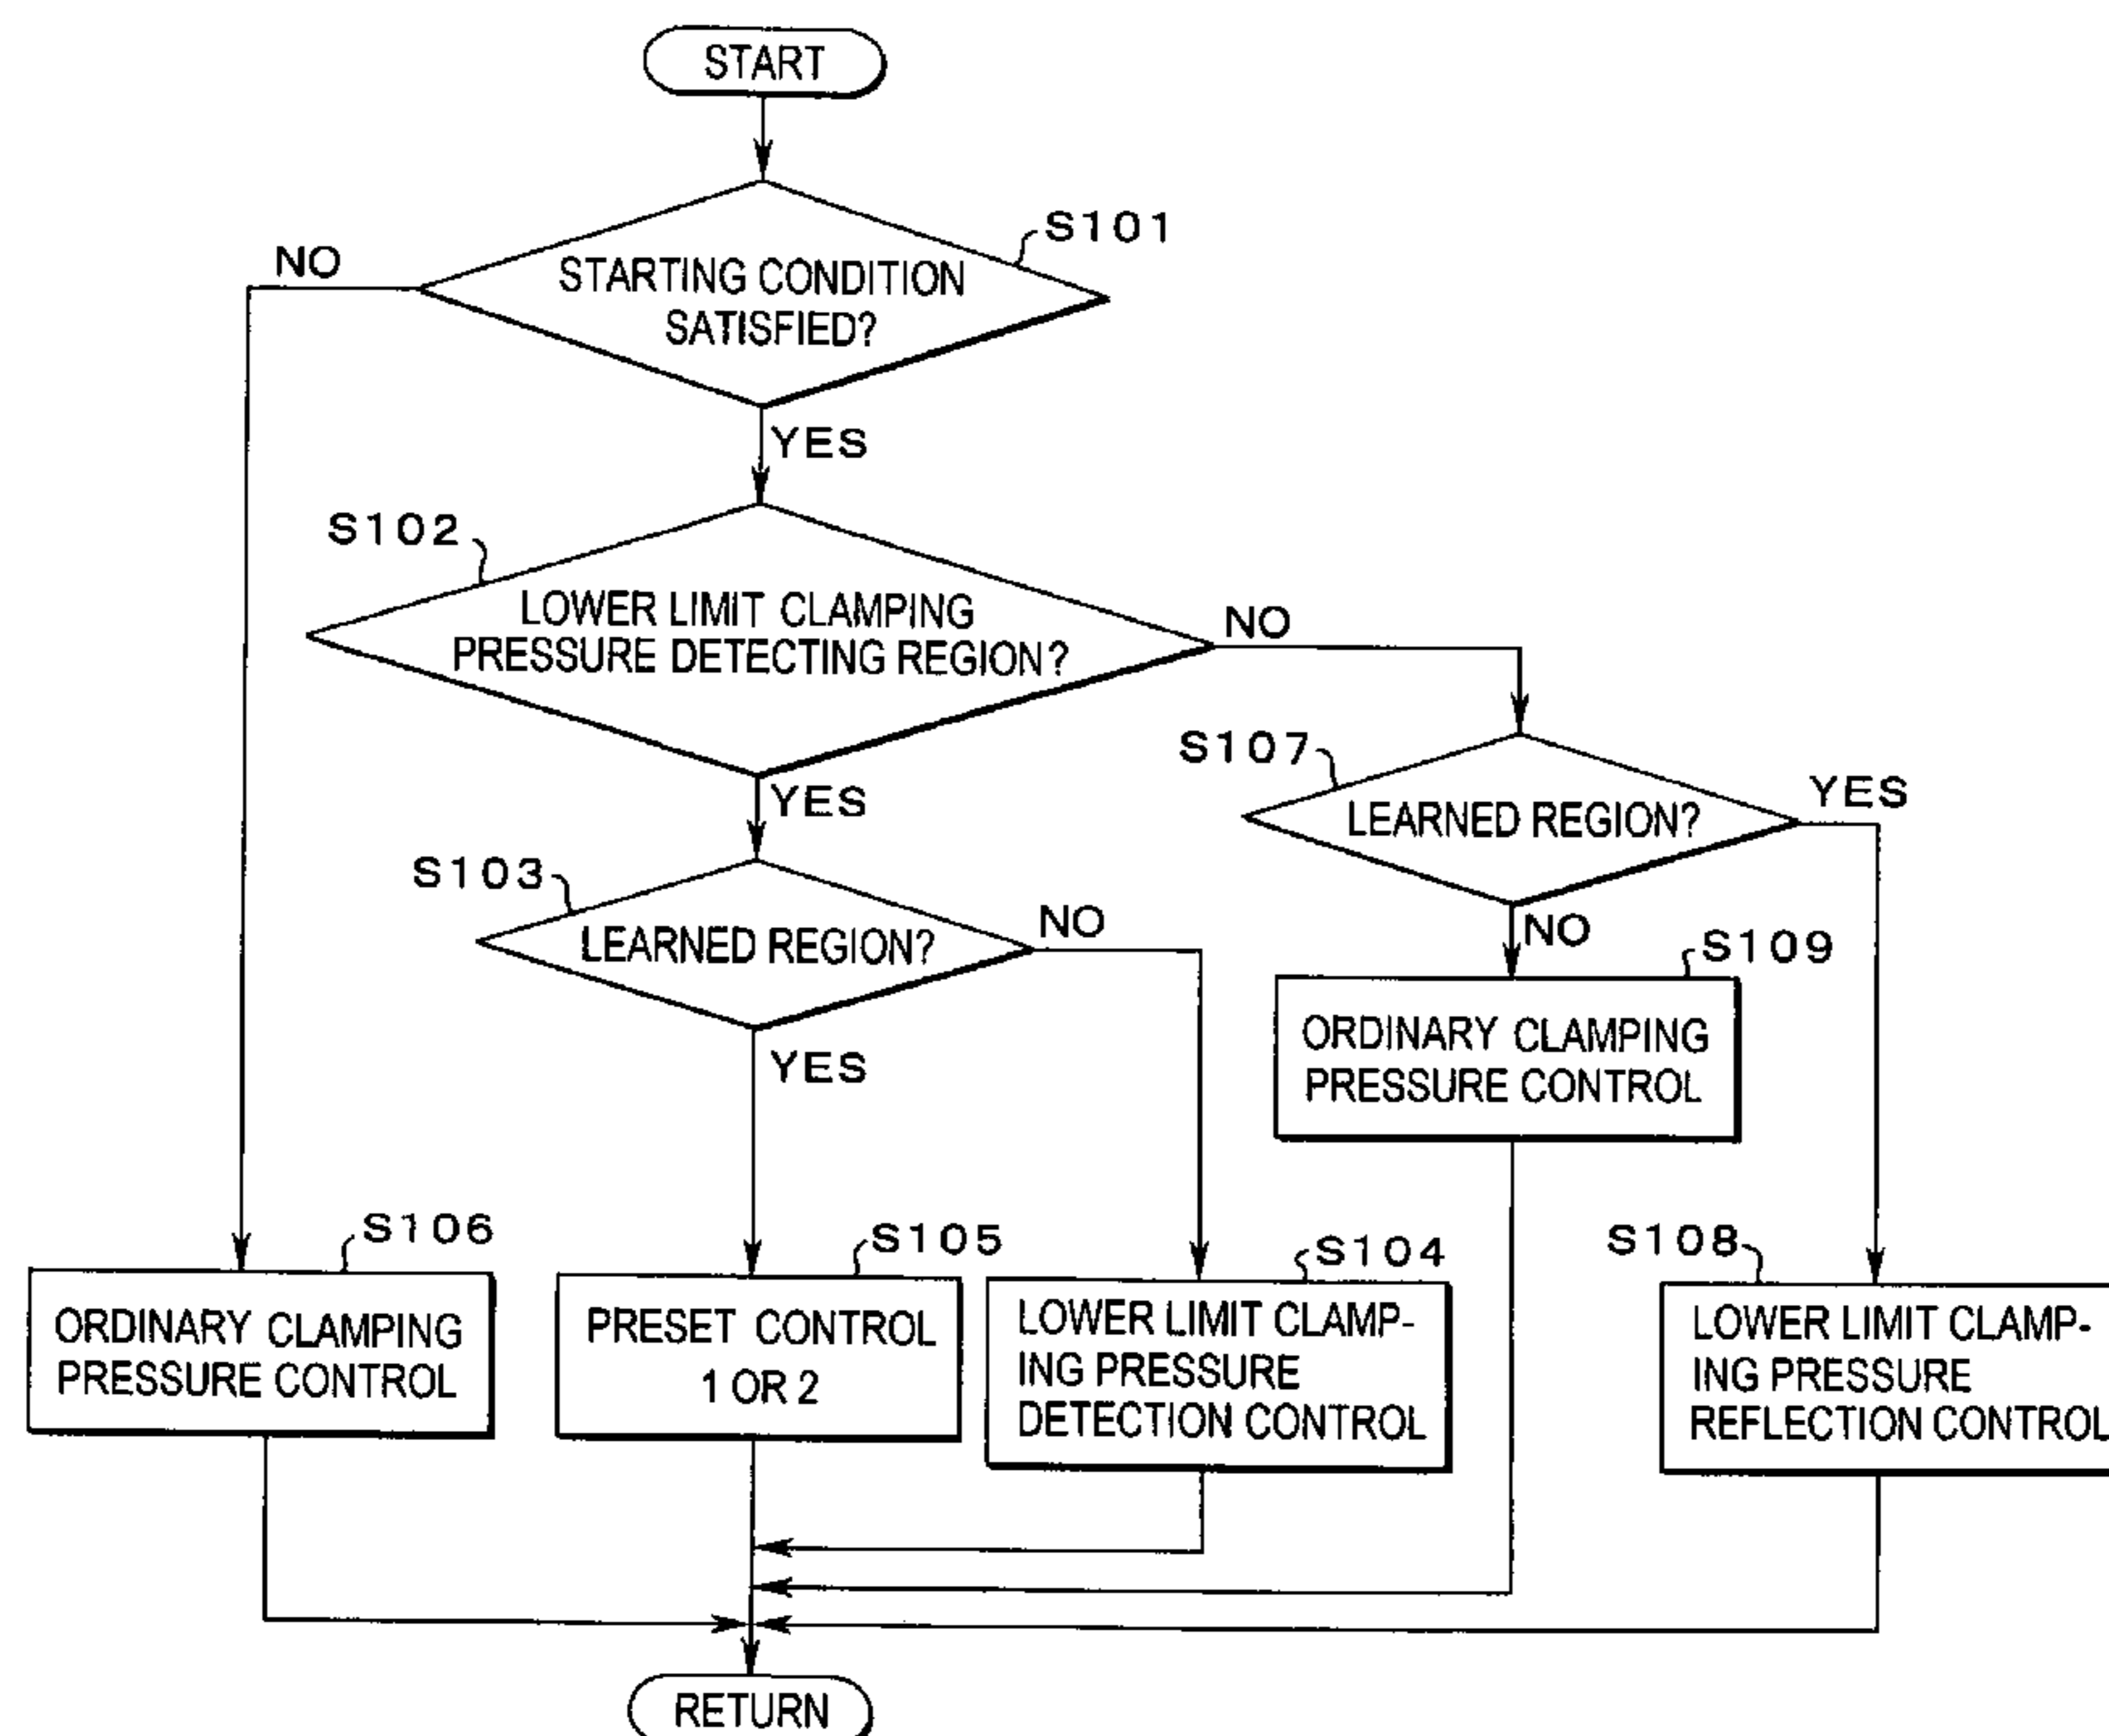 START
S101
NO
STARTING CONDITION
SATISFIED?
YES
S102
LOWER LIMIT CLAMPING
PRESSURE DETECTING REGION?
NO
YES
S107
LEARNED REGION?
YES
S103
LEARNED REGION?
NO
NO
S109
YES
ORDINARY CLAMPING
PRESSURE CONTROL
S106
ORDINARY CLAMPING
PRESSURE CONTROL
S105
PRESET CONTROL
1 OR 2
S104
LOWER LIMIT CLAMP-
ING PRESSURE
DETECTION CONTROL
S108
LOWER LIMIT CLAMP-
ING PRESSURE
REFLECTION CONTROL
RETURN